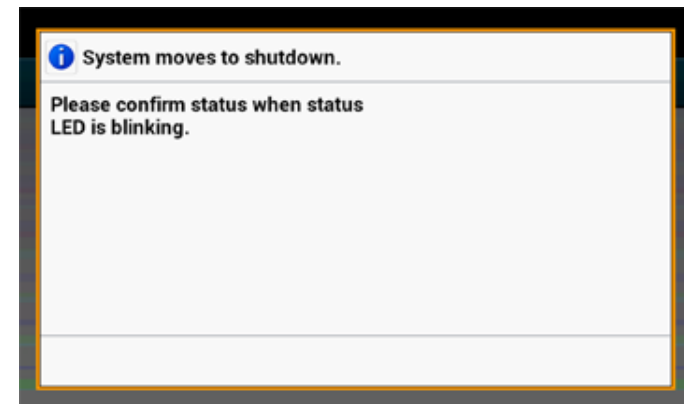 System moves to shutdown.
Please confirm status when status
LED is blinking.